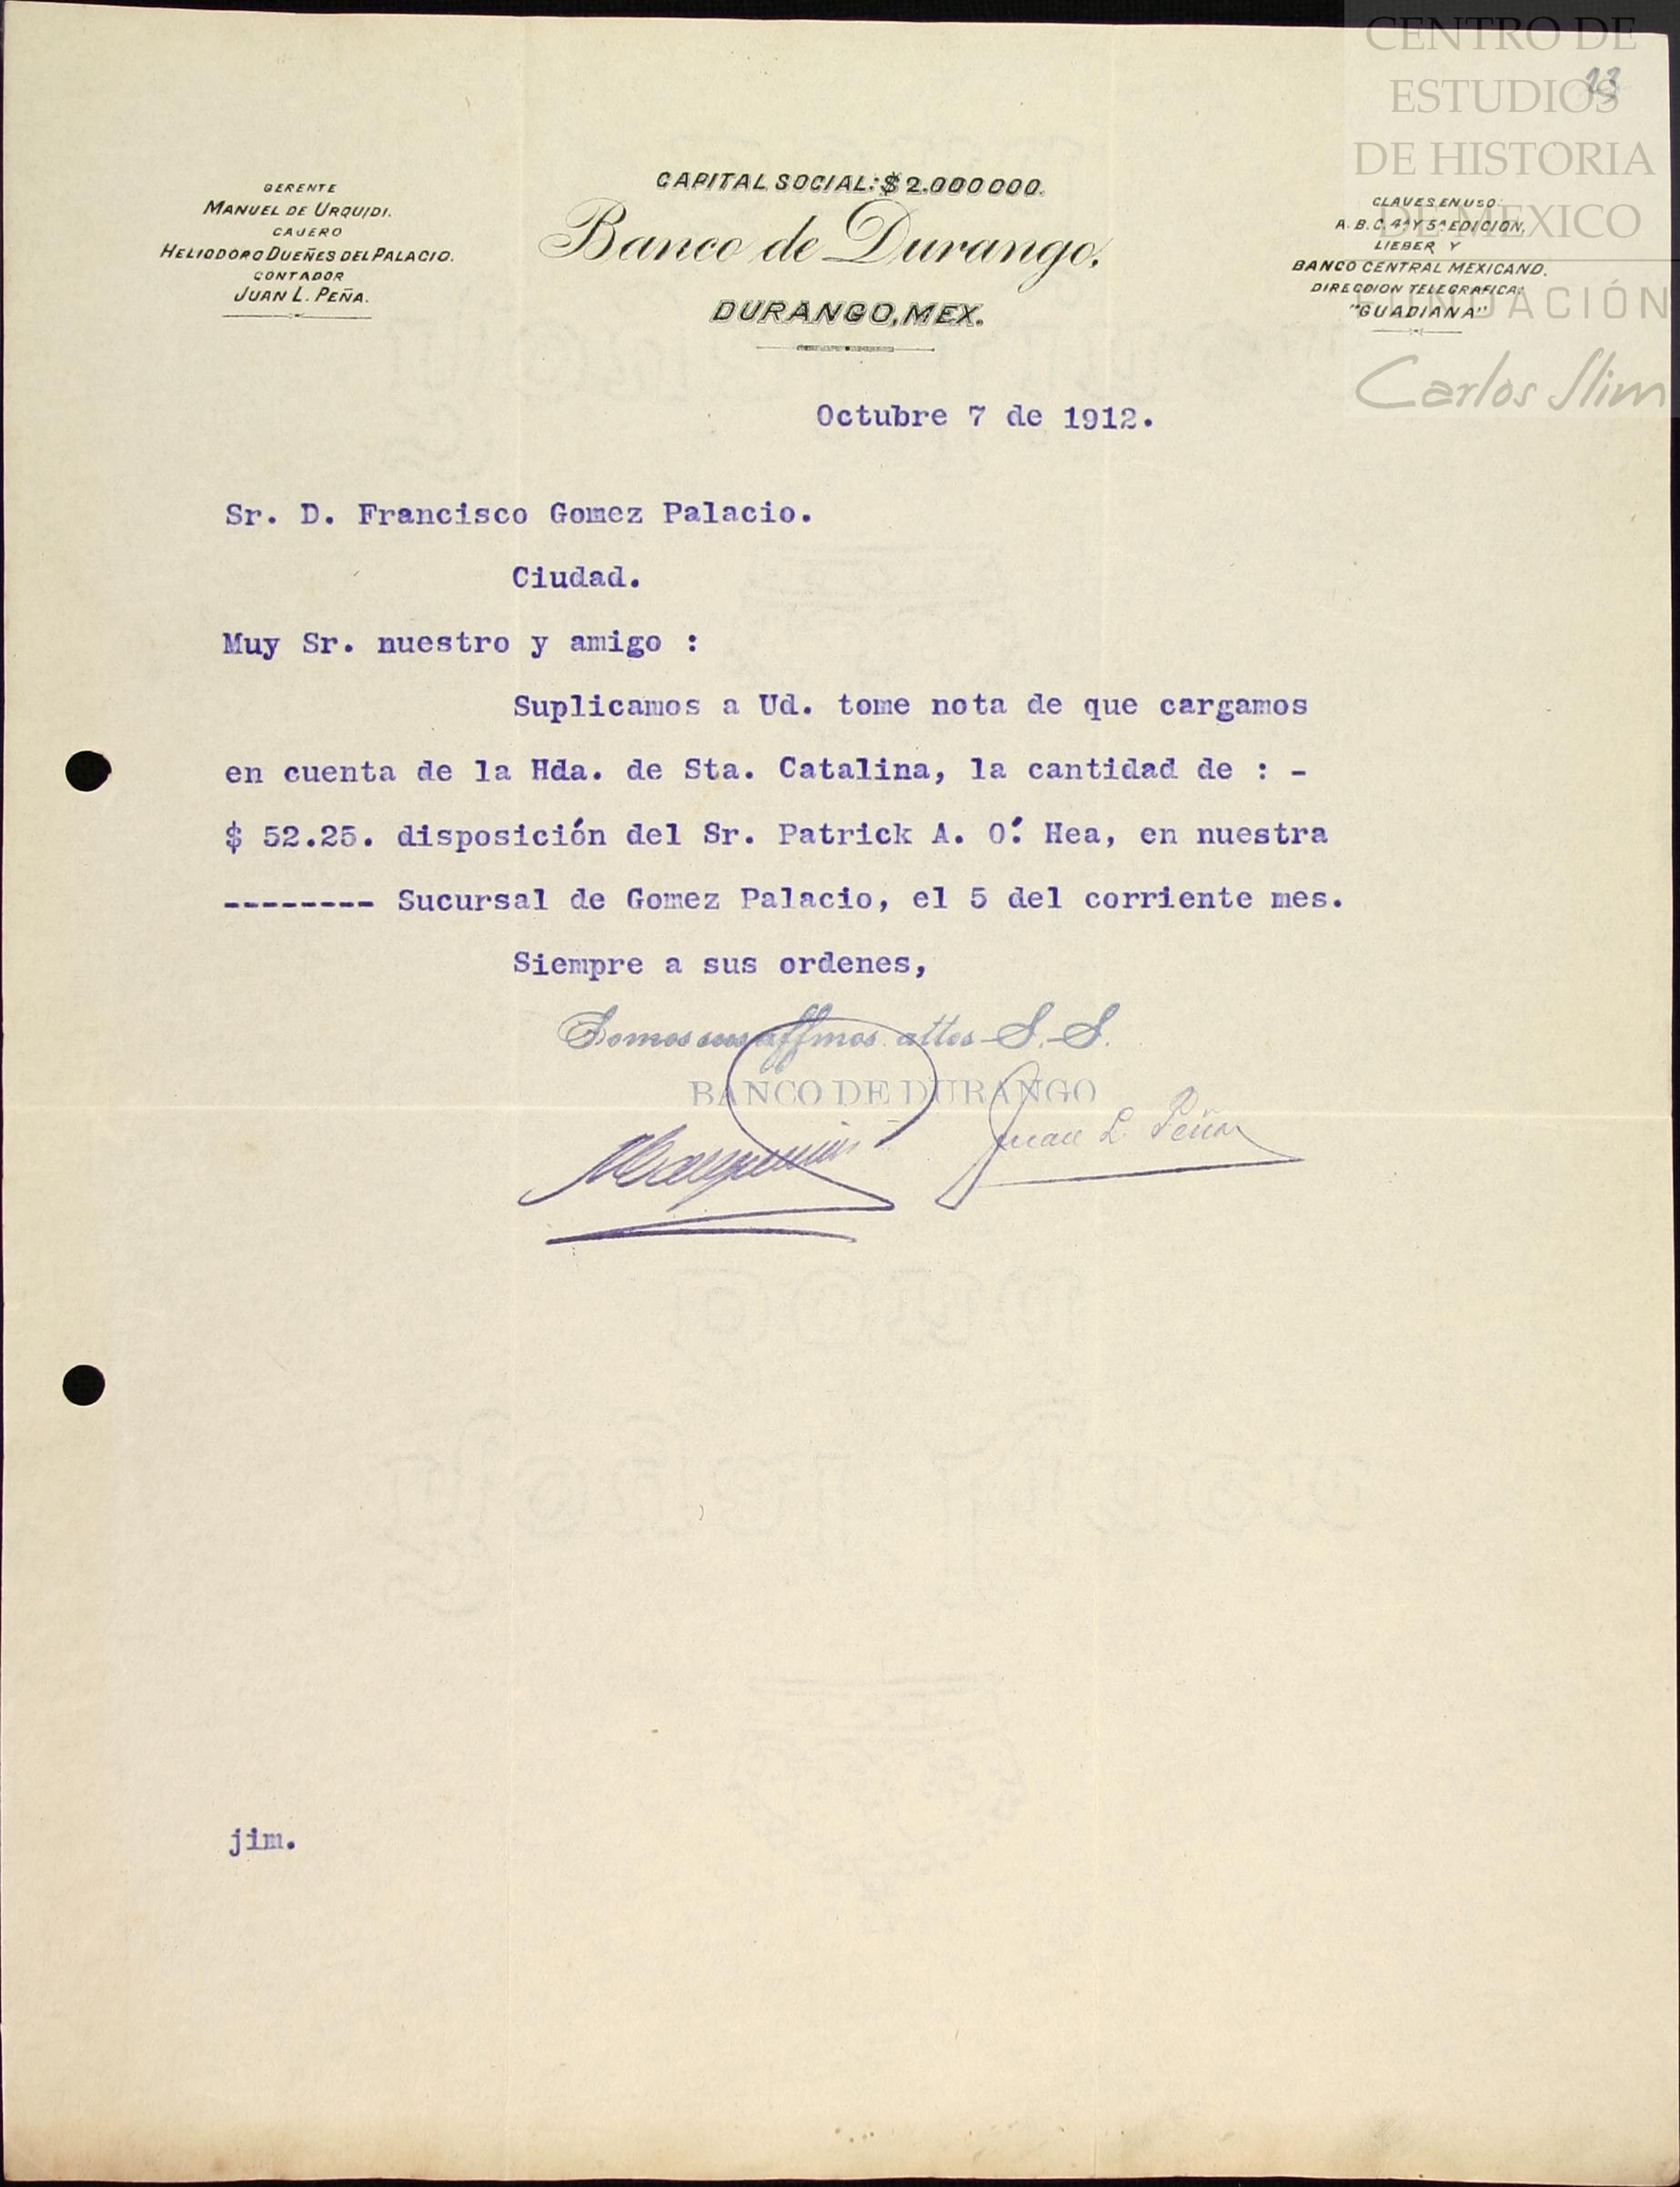 CENTRO DE
ESTUDIOS
DE HISTORIA
DE MEXICO
FUNDACIÓN
Carlos Slim
23
GERENTE
MANUEL DE URQUIDI.
CAJERO
HELIODORO DUEÑES DEL PALACIO.
CONTADOR
JUAN L. PEÑA.
CAPITAL SOCIAL: $ 2.000 000.
Banco de Durango,
DURANGO, MEX.
CLAVES EN USO:
A. B. C. 4ª Y 5ª EDICION,
LIEBER Y
BANCO CENTRAL MEXICANO.
DIRECCION TELEGRAFICA:
"GUADIANA"
Octubre 7 de 1912.
Sr. D. Francisco Gomez Palacio.
Ciudad.
Muy Sr. nuestro y amigo :
Suplicamos a Ud. tome nota de que cargamos
en cuenta de la Hda. de Sta. Catalina, la cantidad de : -
$ 52.25. disposición del Sr. Patrick A. O.´ Hea, en nuestra
-------- Sucursal de Gomez Palacio, el 5 del corriente mes.
Siempre a sus ordenes,
Somos sus affmos. attos S. S.
BANCO DE DURANGO
Juan L. Peña
jim.